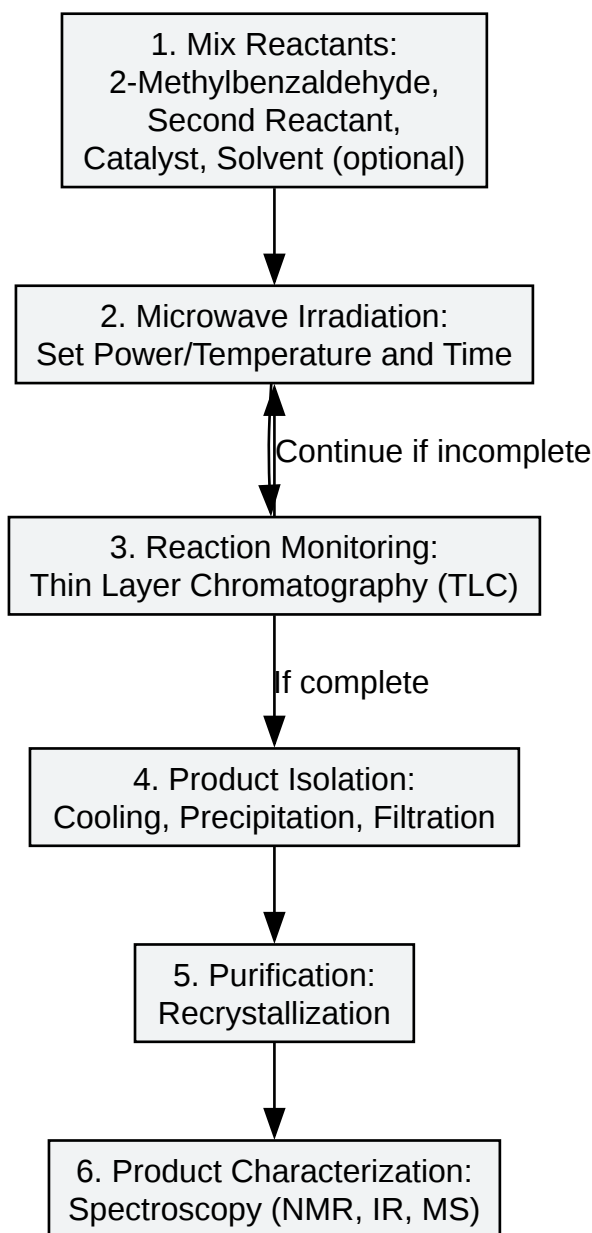 1. Mix Reactants:
2-Methylbenzaldehyde,
Second Reactant,
Catalyst, Solvent (optional)
2. Microwave Irradiation:
Set Power/Temperature and Time
Continue if incomplete
3. Reaction Monitoring:
Thin Layer Chromatography (TLC)
If complete
4. Product Isolation:
Cooling, Precipitation, Filtration
5. Purification:
Recrystallization
6. Product Characterization:
Spectroscopy (NMR, IR, MS)